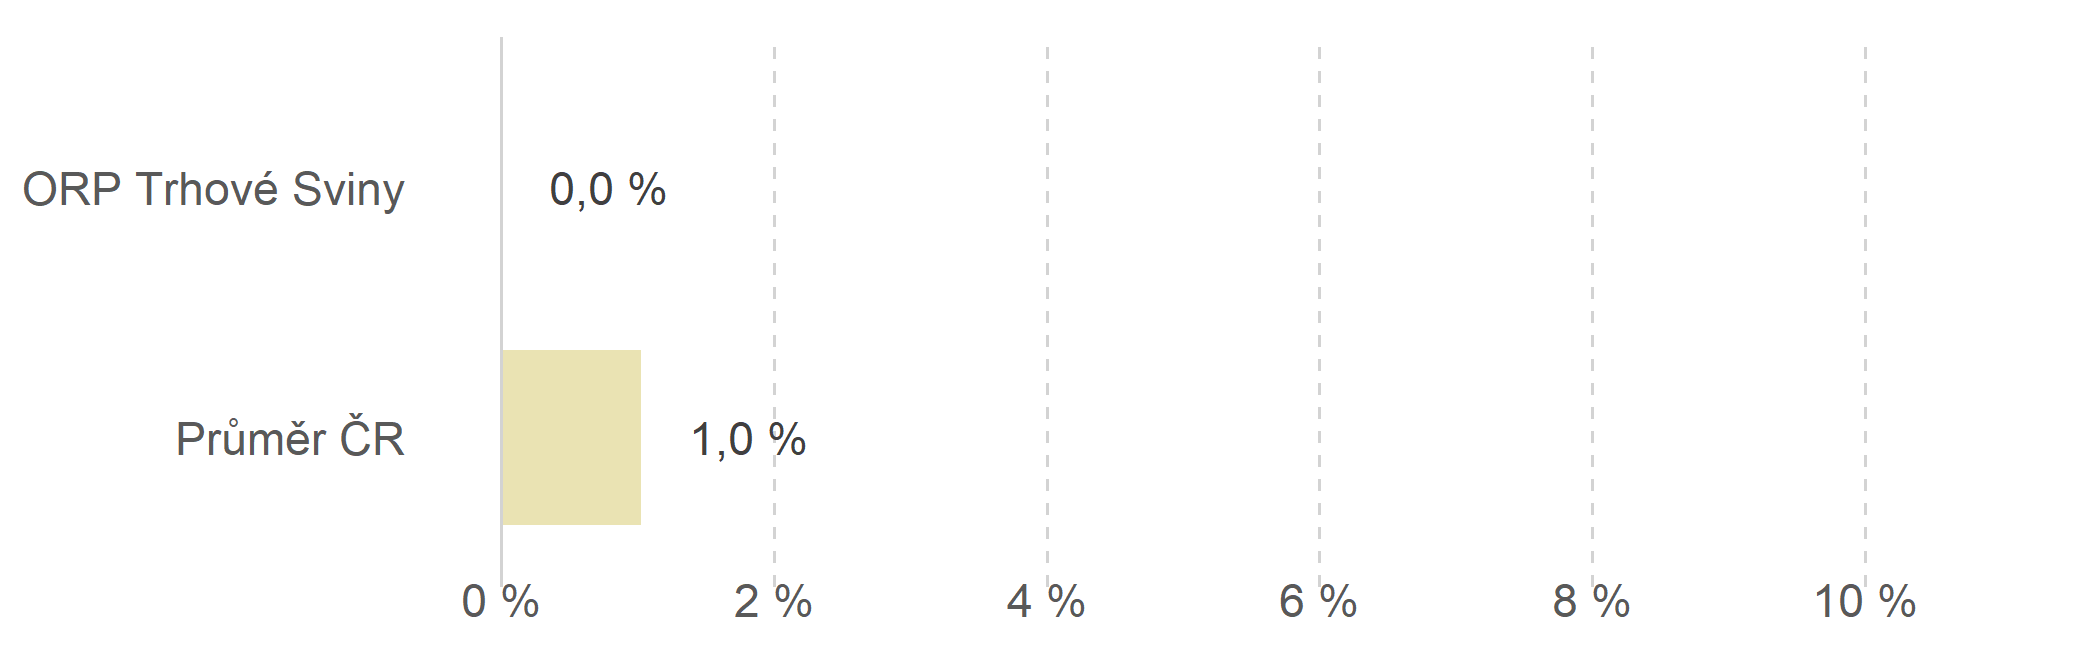 ORP Trhové Sviny 0,0 %
Průměr ČR 1,0 %
0 % 2 % 4 % 6 % 8 % 10 %